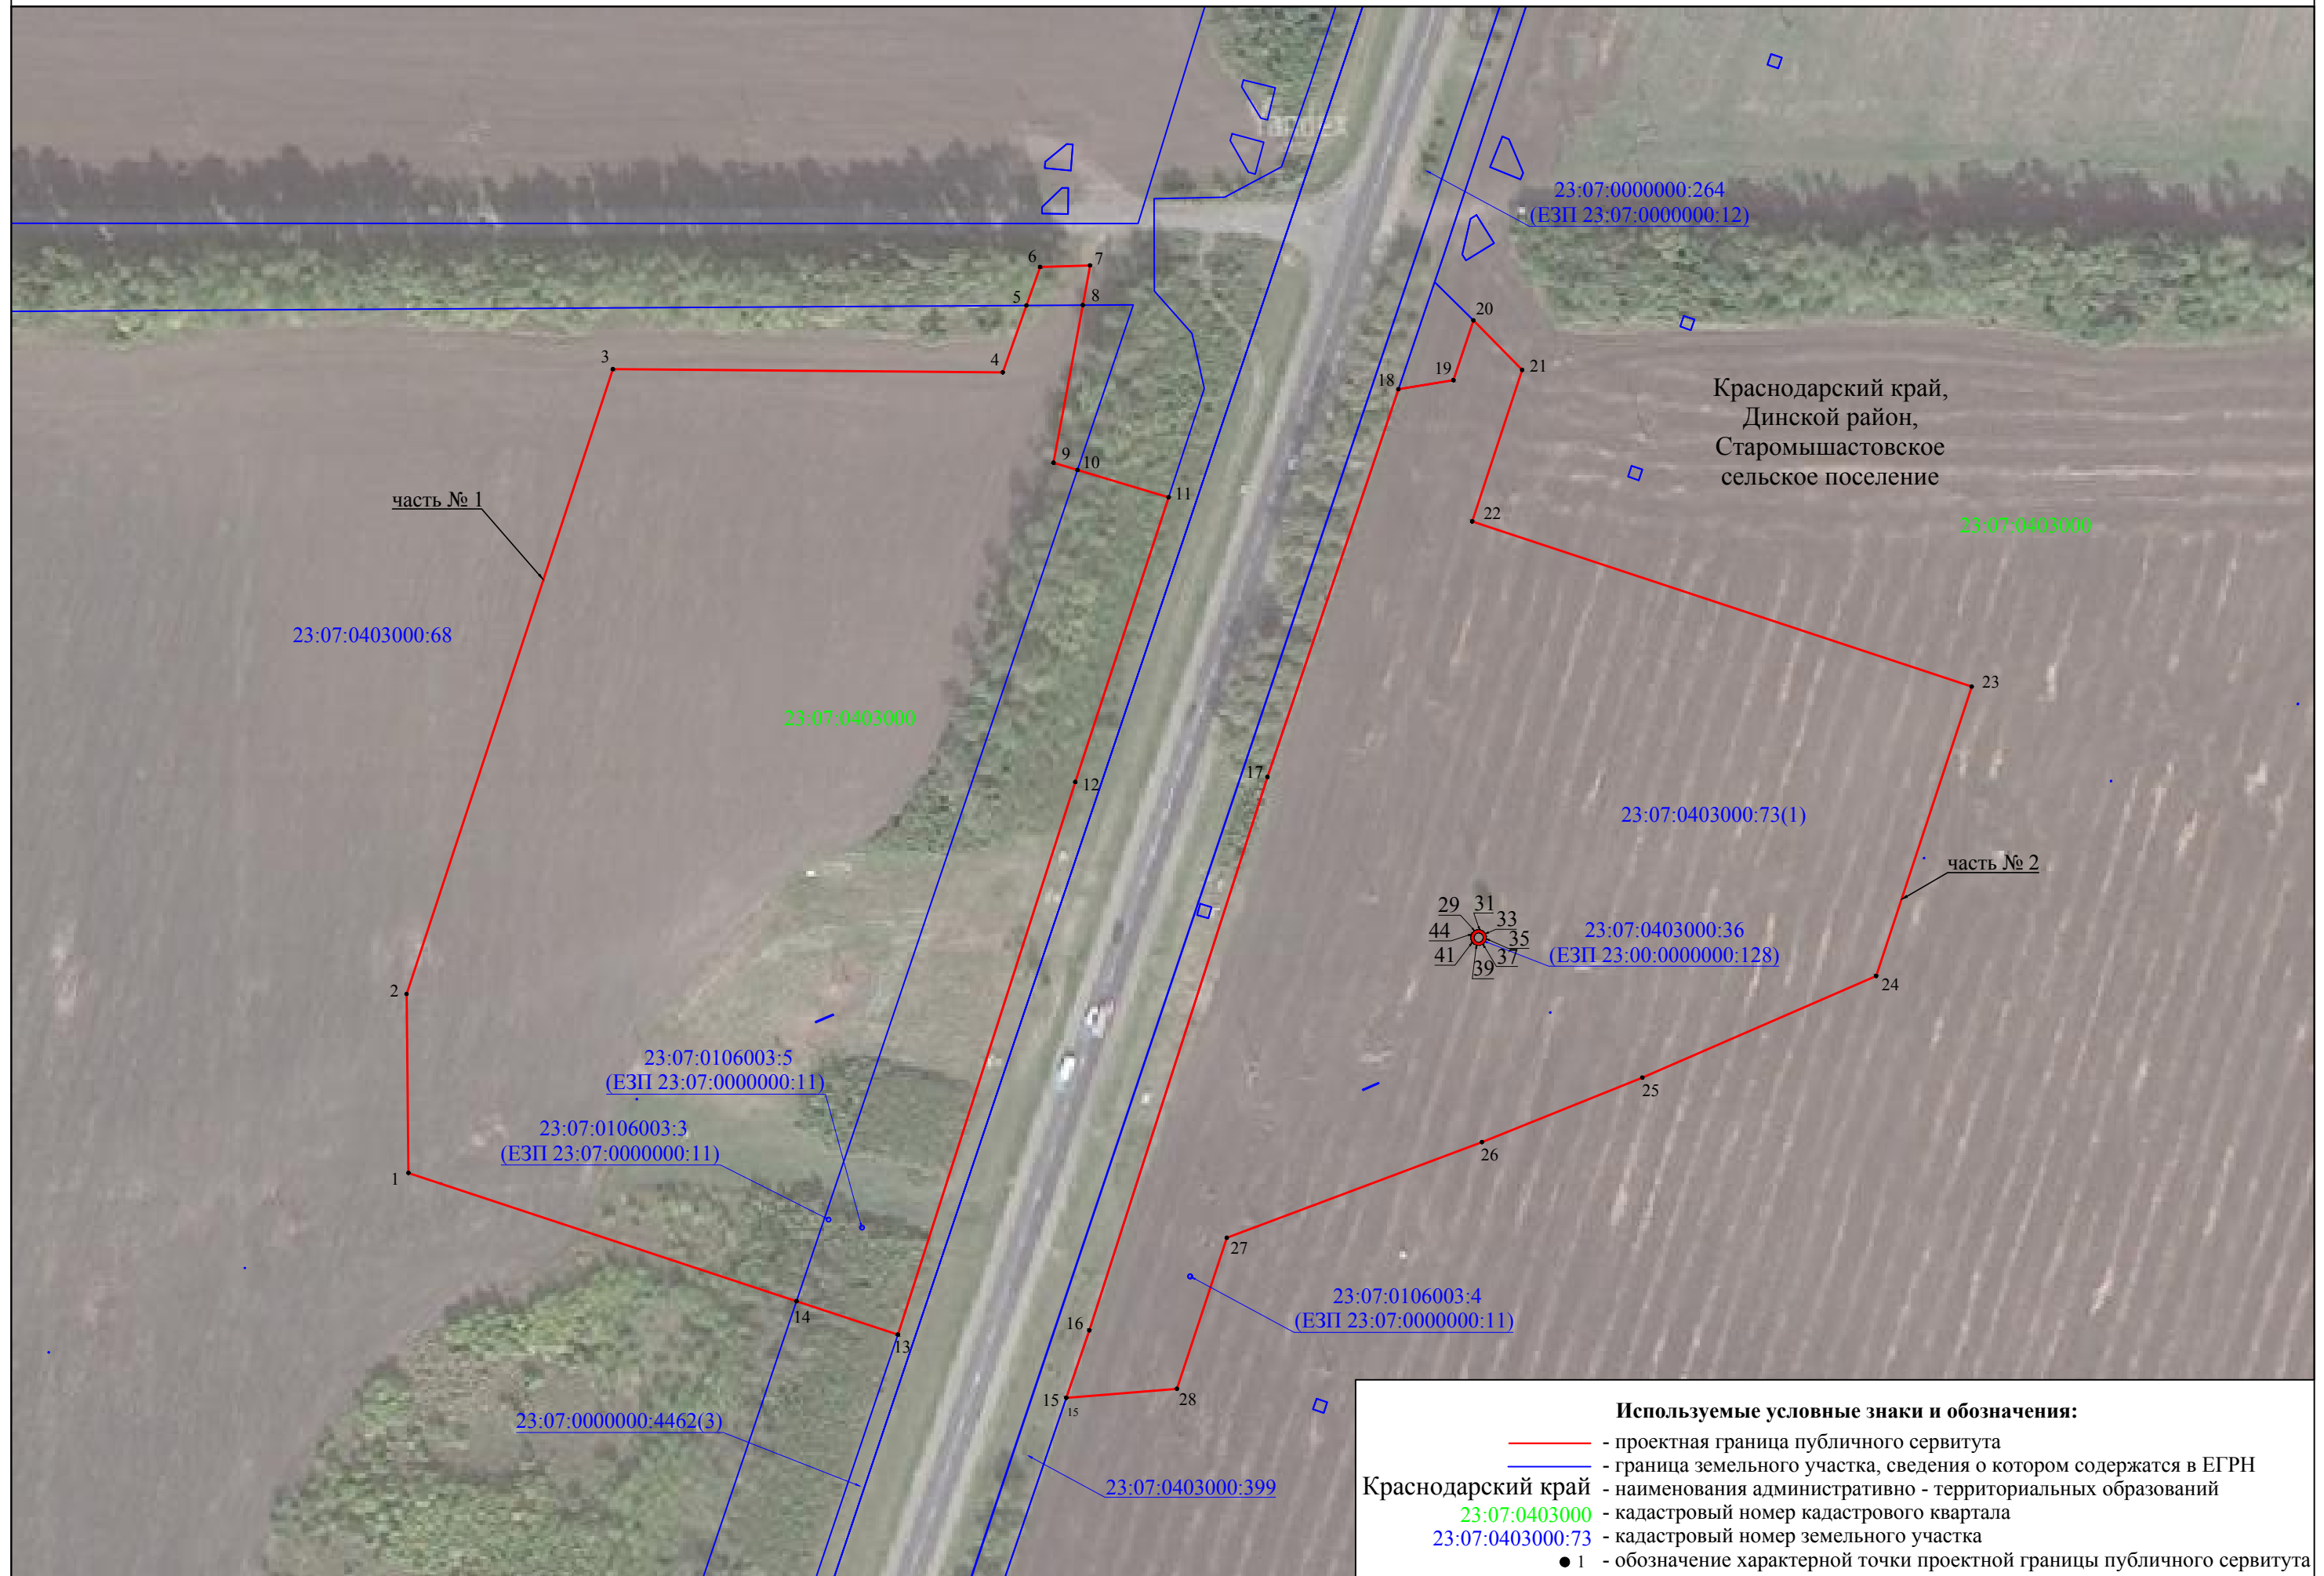 23:07:0000000:264
(ЕЗП 23:07:0000000:12)
6
7
5
8
3
4
20
19
21
18
Краснодарский край,
Динской район,
Старомышастовское
сельское поселение
9
10
11
часть № 1
22
23:07:0403000
23:07:0403000:68
23
23:07:0403000
17
12
23:07:0403000:73(1)
часть № 2
29
31
33
44
35
41
37
39
23:07:0403000:36
(ЕЗП 23:00:0000000:128)
24
2
23:07:0106003:5
(ЕЗП 23:07:0000000:11)
25
23:07:0106003:3
(ЕЗП 23:07:0000000:11)
26
1
27
23:07:0106003:4
(ЕЗП 23:07:0000000:11)
14
16
13
15
15
28
23:07:0000000:4462(3)
23:07:0403000:399
Используемые условные знаки и обозначения:
- проектная граница публичного сервитута
- граница земельного участка, сведения о котором содержатся в ЕГРН
Краснодарский край - наименования административно - территориальных образований
23:07:0403000 - кадастровый номер кадастрового квартала
23:07:0403000:73 - кадастровый номер земельного участка
1 - обозначение характерной точки проектной границы публичного сервитута